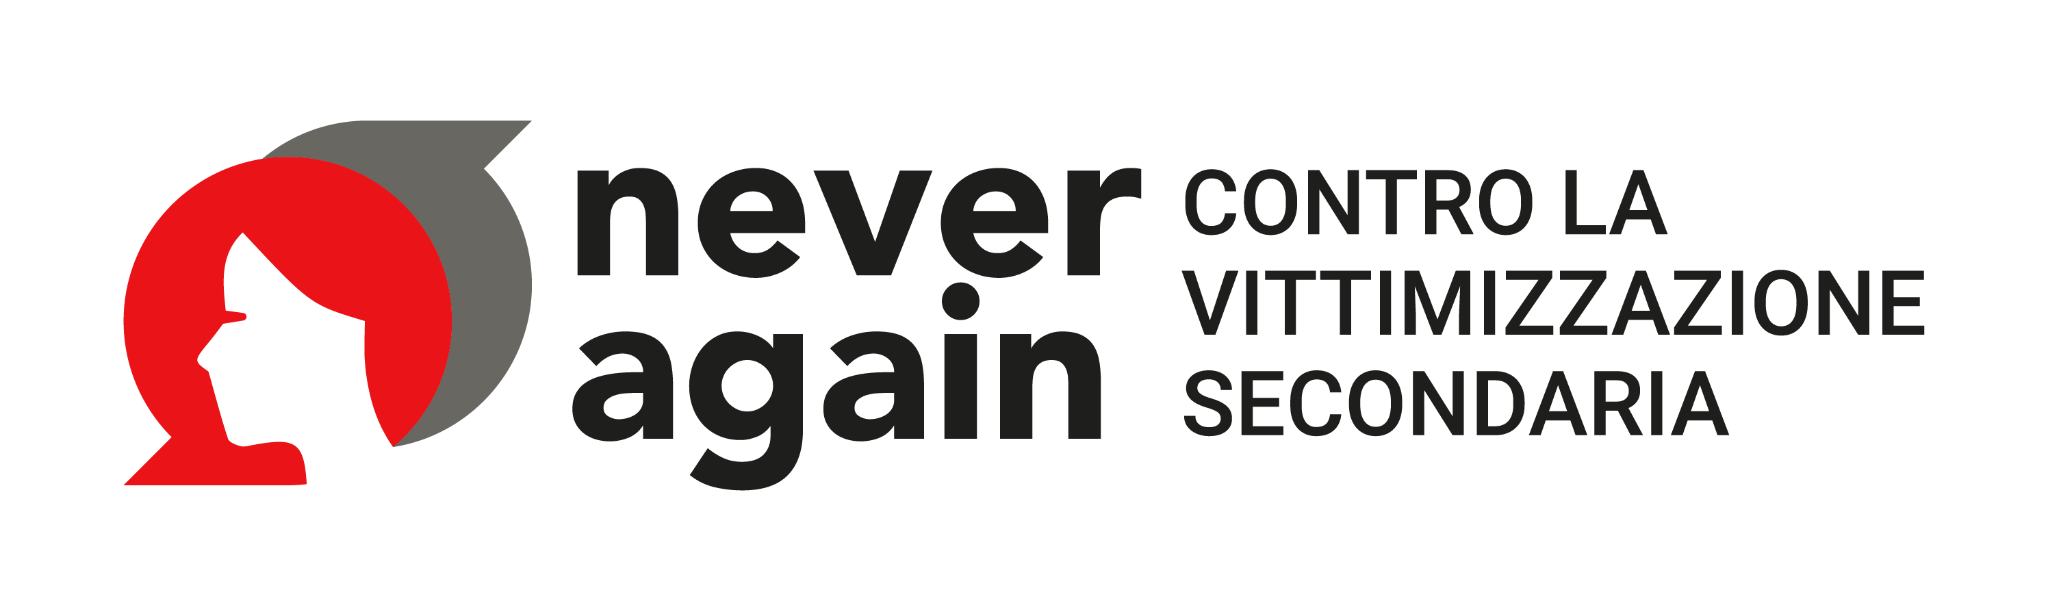 never
again
CONTRO LA
VITTIMIZZAZIONE
SECONDARIA